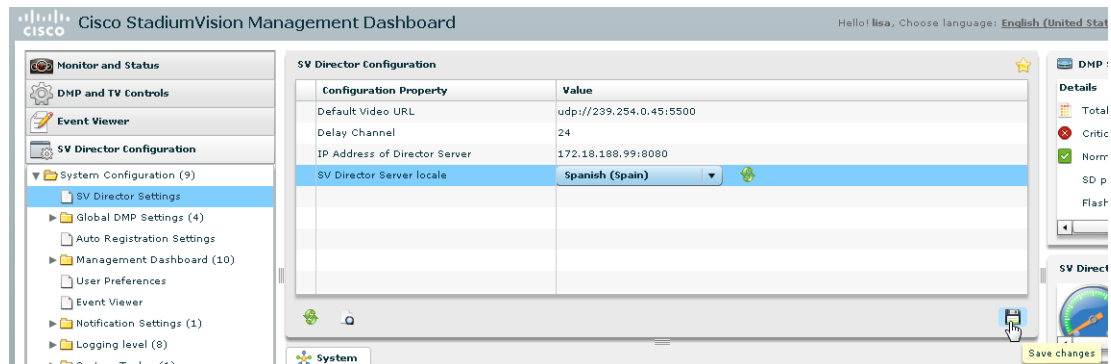 CISCO
Cisco StadiumVision Management Dashboard
Hello! lisa, Choose language: English (United Stat
Monitor and Status
DMP and TV Controls
Event Viewer
SV Director Configuration
System Configuration (9)
SV Director Settings
Global DMP Settings (4)
Auto Registration Settings
Management Dashboard (10)
User Preferences
Event Viewer
Notification Settings (1)
Logging level (8)
SV Director Configuration
Configuration Property Value
Default Video URL udp://239.254.0.45:5500
Delay Channel 24
IP Address of Director Server 172.18.188.99:8080
SV Director Server locale Spanish (Spain)
System
Save changes
DMP
Details
Total
Critic
Norm
SD p
Flash
SV Direct